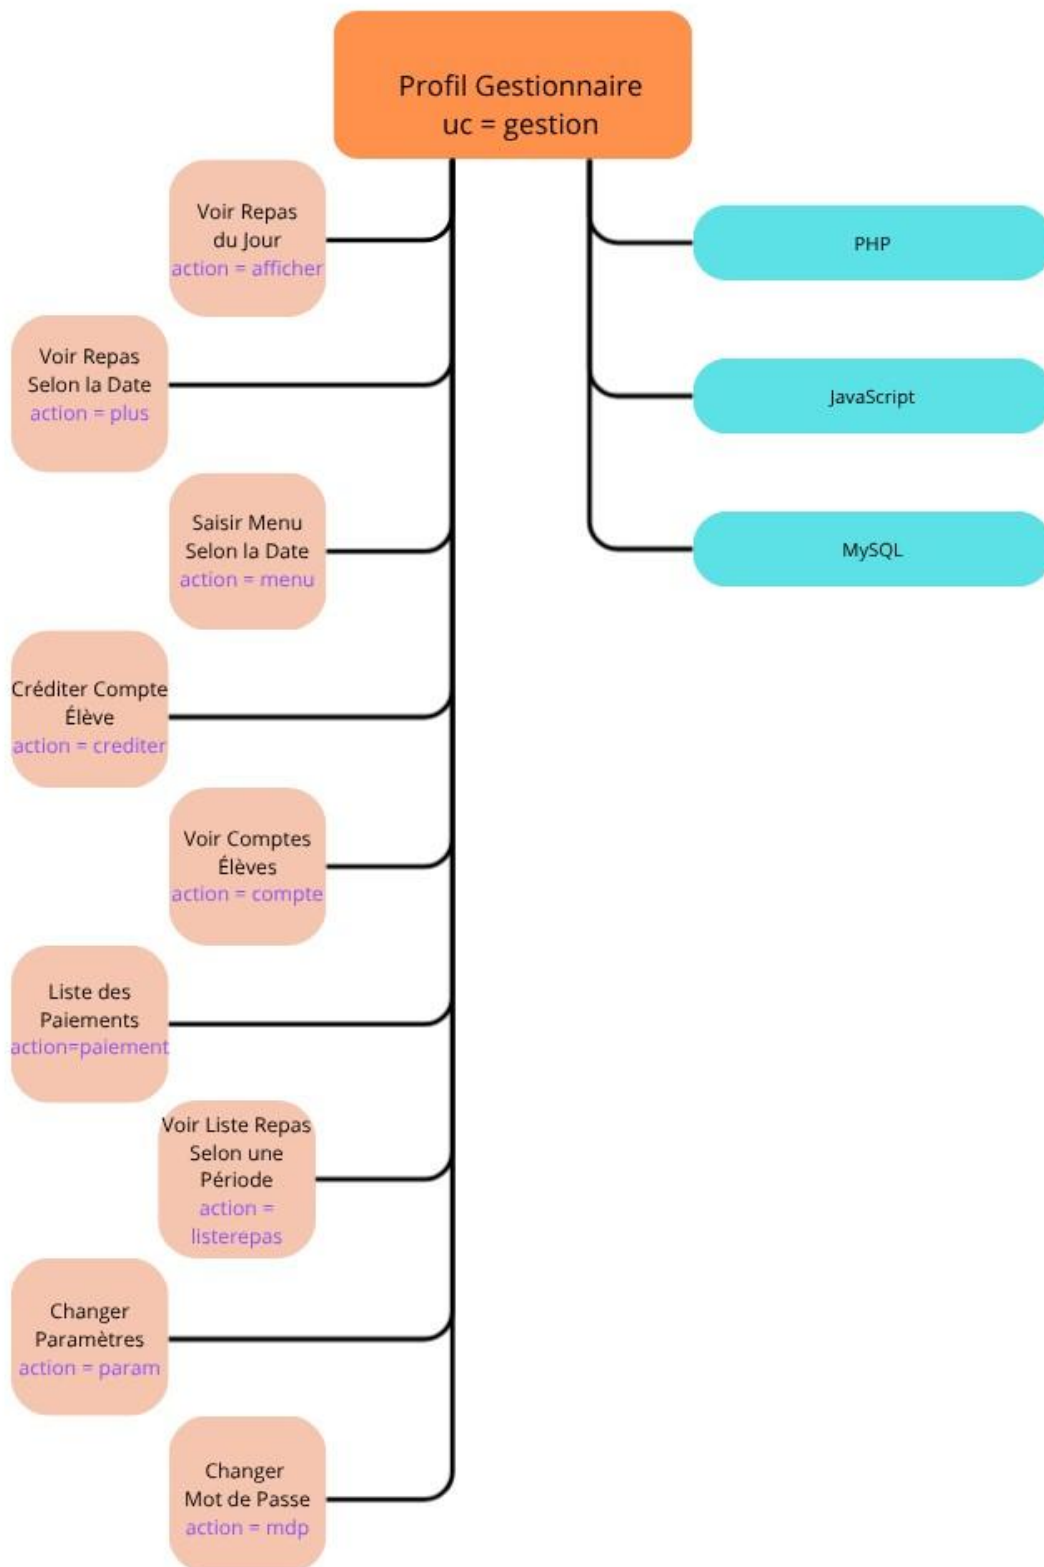 Profil Gestionnaire
uc = gestion
Voir Repas
du Jour
action = afficher
PHP
Voir Repas
Selon la Date
action = plus
JavaScript
Saisir Menu
Selon la Date
action = menu
MySQL
Créditer Compte
Élève
action = crediter
Voir Comptes
Élèves
action = compte
Liste des
Paiements
action=paiement
Voir Liste Repas
Selon une
Période
action =
listerepas
Changer
Paramètres
action = param
Changer
Mot de Passe
action = mdp